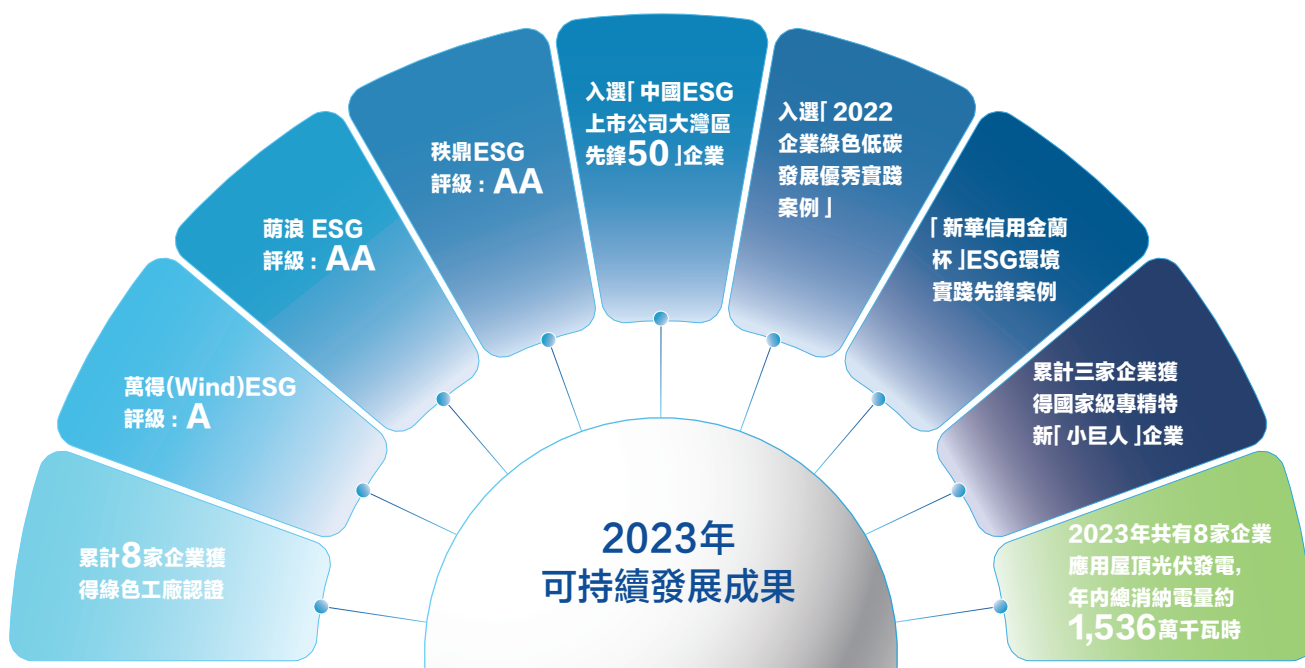 累計8家企業獲
得綠色工廠認證
萬得(Wind)ESG
評級：A
萌浪 ESG
評級：AA
秩鼎ESG
評級：AA
入選「中國ESG
上市公司大灣區
先鋒50」企業
入選「2022
企業綠色低碳
發展優秀實踐
案例」
「新華信用金蘭
杯」ESG環境
實踐先鋒案例
累計三家企業獲
得國家級專精特
新「小巨人」企業
2023年共有8家企業
應用屋頂光伏發電，
年內總消納電量約
1,536萬千瓦時
2023年
可持續發展成果